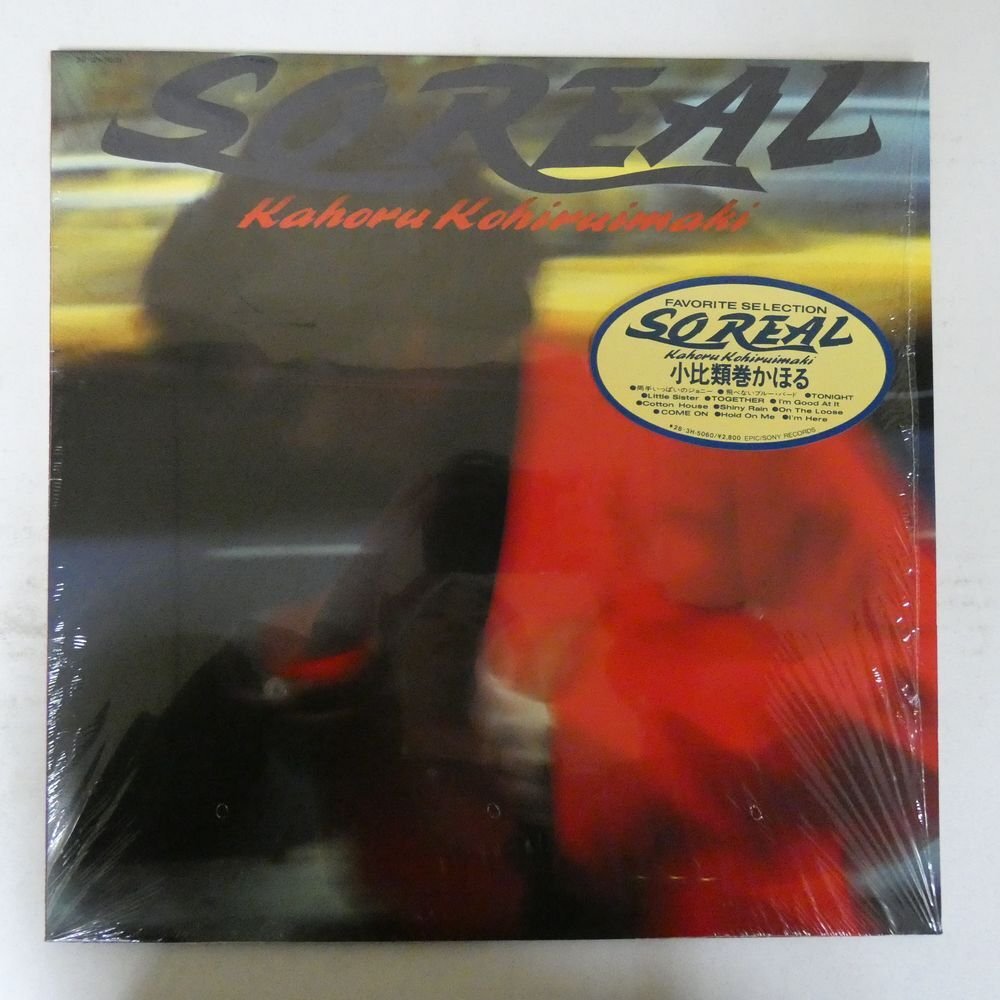 SO REAL
Kahoru Kohiruimaki
FAVORITE SELECTION
SO REAL
Kahoru Kohiruimaki
小比類巻かほる
●両手いっぱいのジョニー ●飛べないブルー・バード ●TONIGHT
●Little Sister ●TOGETHER ●I'm Good At It
●Cotton House ●Shiny Rain ●On The Loose
●COME ON ●Hold On Me ●I'm Here
*28・3H-5060/¥2,800 EPIC/SONY RECORDS